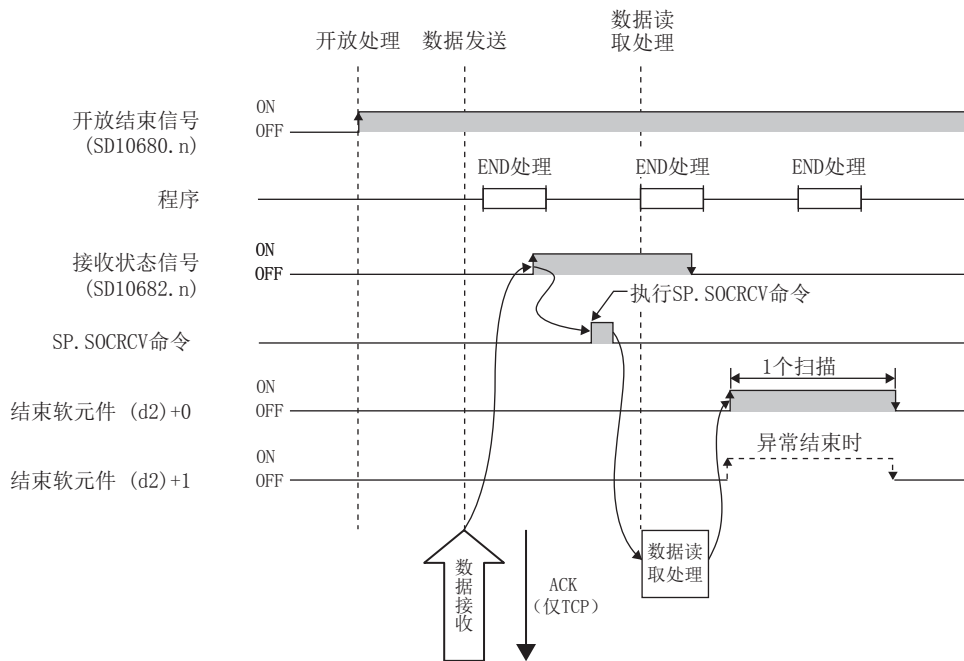 开放处理
数据发送
数据读
取处理
开放结束信号
(SD10680.n)
ON
OFF
程序
END处理
END处理
END处理
接收状态信号
(SD10682.n)
ON
OFF
执行SP.SOCRCV命令
SP.SOCRCV命令
1个扫描
结束软元件 (d2)+0
ON
OFF
异常结束时
结束软元件 (d2)+1
ON
OFF
数据接收
ACK
(仅TCP)
数据读
取处理